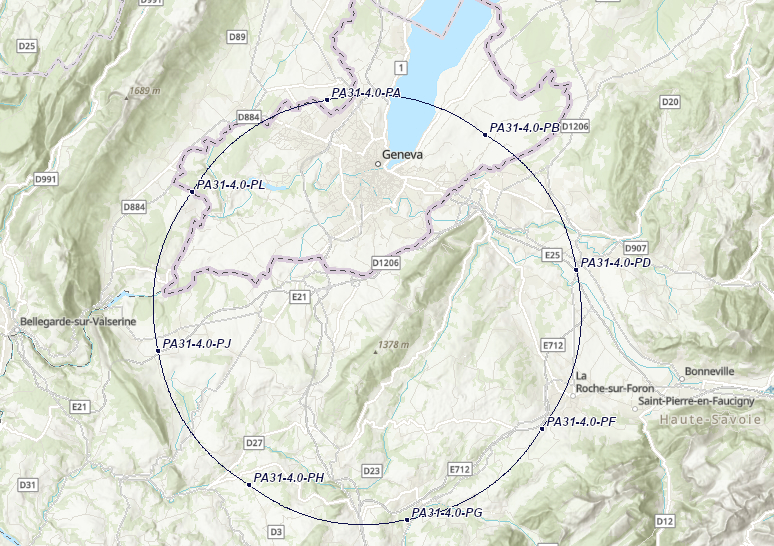 D991
D89
D25
1
1689 m
PA31-4.0-PA
D20
D884
PA31-4.0-PB
D1206
Geneva
D991
PA31-4.0-PL
D884
D907
E25
D1206
PA31-4.0-PD
E21
Bellegarde-sur-Valserine
PA31-4.0-PJ
1378 m
E712
Bonneville
La
Roche-sur-Foron
Saint-Pierre-en-Faucigny
E21
Haute-Savoie
PA31-4.0-PF
D27
D23
E712
PA31-4.0-PH
D31
PA31-4.0-PG
D12
D3